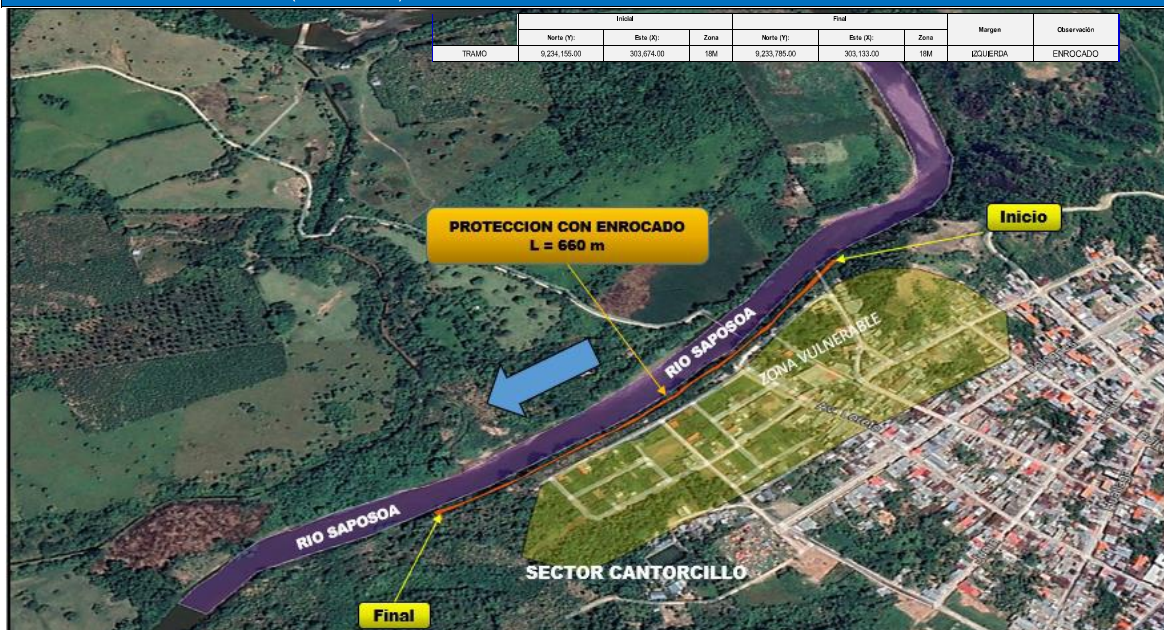 Inicial Final Margen Observación
Norte (Y): Este (X): Zona Norte (Y): Este (X): Zona
TRAMO 9,234,155.00 303,674.00 18M 9,233,785.00 303,133.00 18M IZQUIERDA ENROCADO
Inicio
PROTECCION CON ENROCADO
L = 660 m
RIO SAPOSOA
ZONA VULNERABLE
RIO SAPOSOA
SECTOR CANTORCILLO
Final